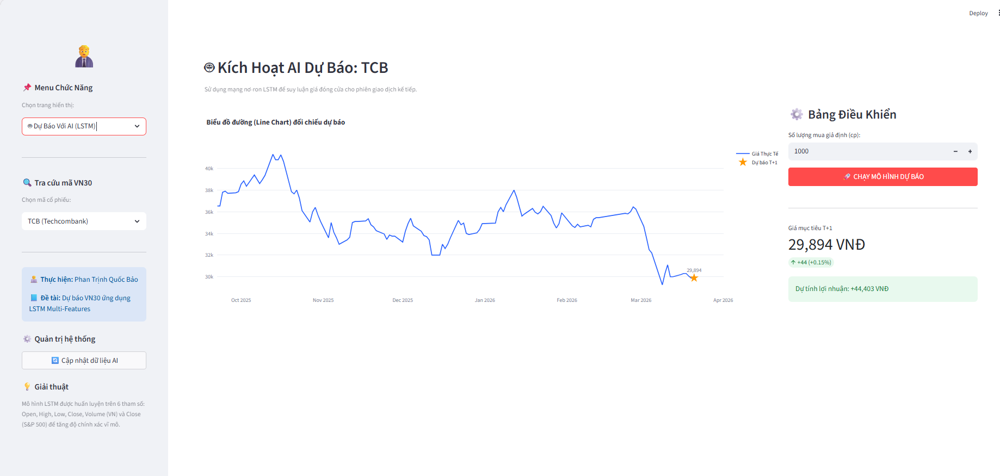 Deploy
Menu Chức Năng
Chọn trang hiển thị:
Dự Báo Với AI (LSTM)
Tra cứu mã VN30
Chọn mã cổ phiếu:
TCB (Techcombank)
Thực hiện: Phan Trịnh Quốc Bảo
Đề tài: Dự báo VN30 ứng dụng
LSTM Multi-Features
Quản trị hệ thống
Cập nhật dữ liệu AI
Giải thuật
Mô hình LSTM được huấn luyện trên 6 tham số:
Open, High, Low, Close, Volume (VN) và Close
(S&P 500) để tăng độ chính xác vĩ mô.
Kích Hoạt AI Dự Báo: TCB
Sử dụng mạng nơ-ron LSTM để suy luận giá đóng cửa cho phiên giao dịch kế tiếp.
Biểu đồ đường (Line Chart) đối chiếu dự báo
Giá Thực Tế
Dự báo T+1
40k
38k
36k
34k
32k
30k
29,894
Oct 2025
Nov 2025
Dec 2025
Jan 2026
Feb 2026
Mar 2026
Apr 2026
Bảng Điều Khiển
Số lượng mua giả định (cp):
1000
CHẠY MÔ HÌNH DỰ BÁO
Giá mục tiêu T+1
29,894 VNĐ
+44 (+0.15%)
Dự tính lợi nhuận: +44,403 VNĐ